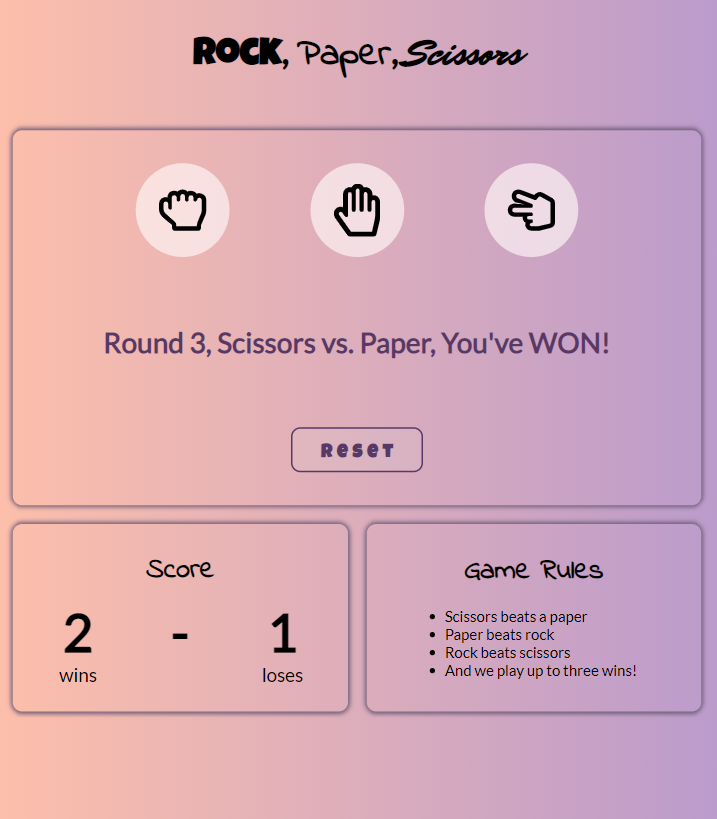 ROCK, Paper,Scissors
Round 3, Scissors vs. Paper, You've WON!
Reset
Score
2 - 1
wins loses
Game Rules
Scissors beats a paper
Paper beats rock
Rock beats scissors
And we play up to three wins!